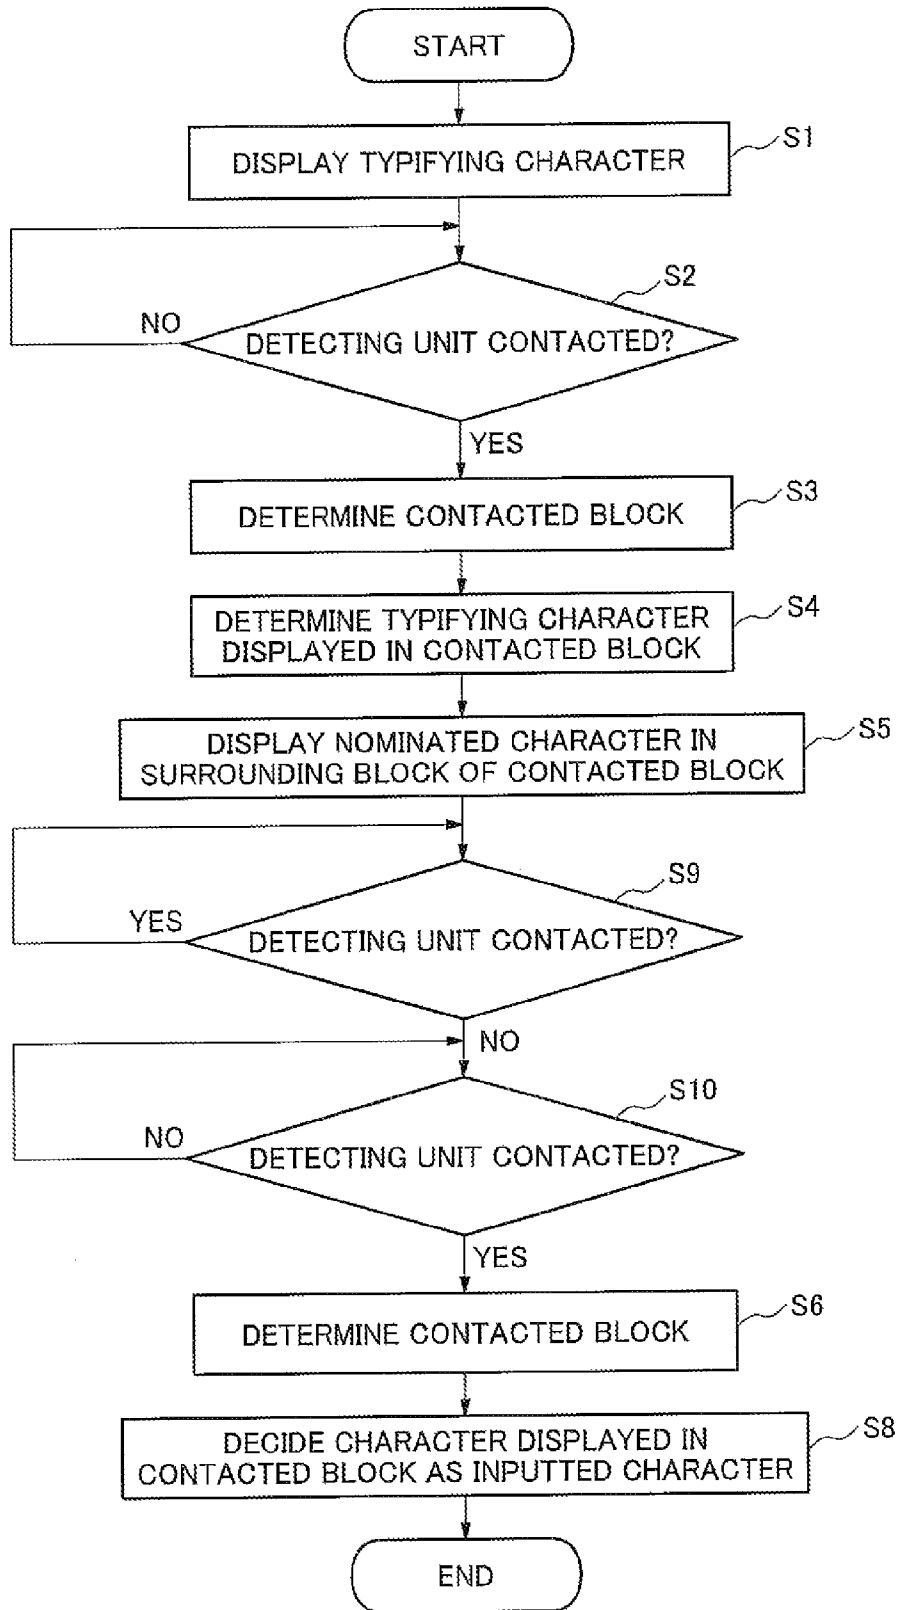 START
DISPLAY TYPIFYING CHARACTER
S1
S2
DETECTING UNIT CONTACTED?
NO
YES
DETERMINE CONTACTED BLOCK
S3
DETERMINE TYPIFYING CHARACTER
DISPLAYED IN CONTACTED BLOCK
S4
DISPLAY NOMINATED CHARACTER IN
SURROUNDING BLOCK OF CONTACTED BLOCK
S5
S9
DETECTING UNIT CONTACTED?
YES
NO
S10
DETECTING UNIT CONTACTED?
NO
YES
DETERMINE CONTACTED BLOCK
S6
DECIDE CHARACTER DISPLAYED IN
CONTACTED BLOCK AS INPUTTED CHARACTER
S8
END